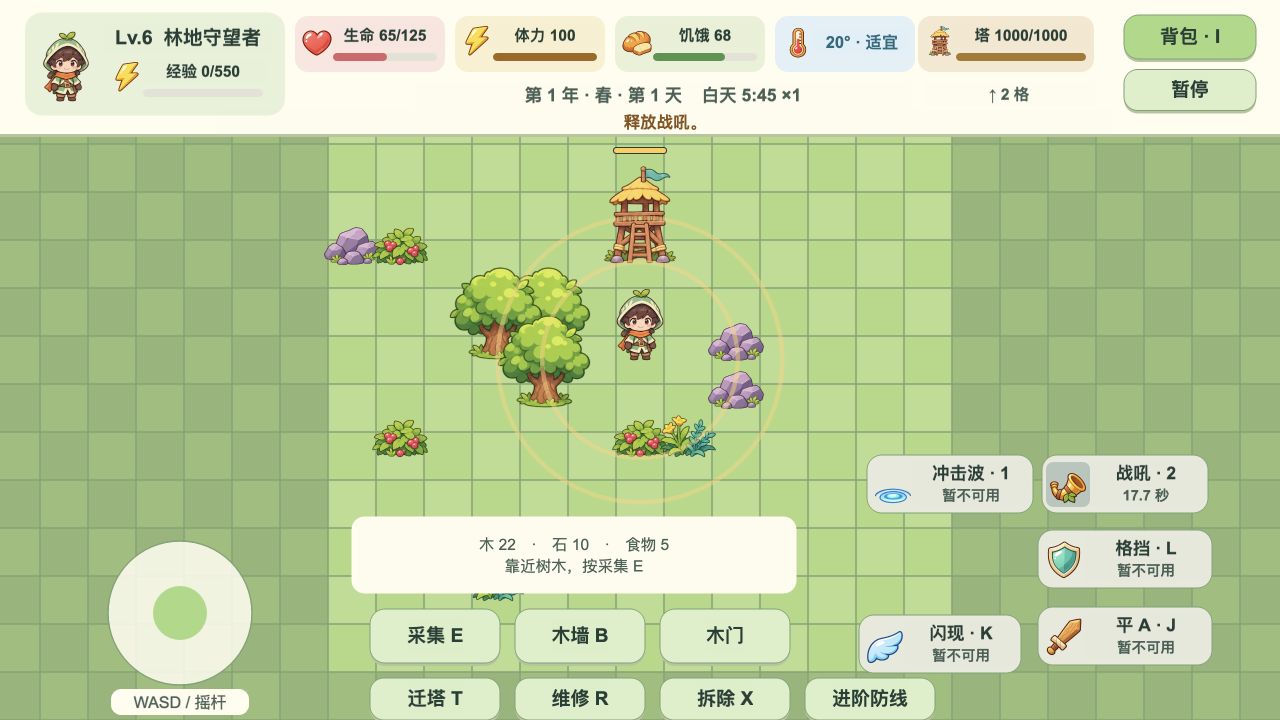 Lv.6 林地守望者
经验 0/550
生命 65/125
体力 100
饥饿 68
20° · 适宜
塔 1000/1000
背包 · I
暂停
第 1 年 · 春 · 第 1 天 白天 5:45 ×1
↑ 2 格
释放战吼。
冲击波 · 1
暂不可用
战吼 · 2
17.7 秒
格挡 · L
暂不可用
木 22 · 石 10 · 食物 5
靠近树木，按采集 E
采集 E
木墙 B
木门
闪现 · K
暂不可用
平 A · J
暂不可用
WASD / 摇杆
迁塔 T
维修 R
拆除 X
进阶防线